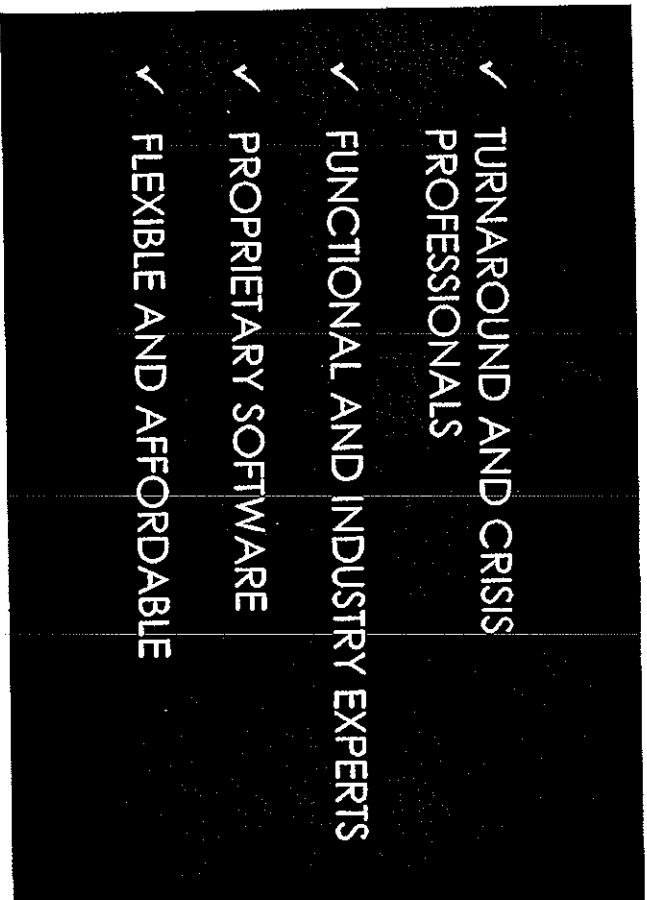 ✓ TURNAROUND AND CRISIS
PROFESSIONALS
✓ FUNCTIONAL AND INDUSTRY EXPERTS
✓ PROPRIETARY SOFTWARE
✓ FLEXIBLE AND AFFORDABLE